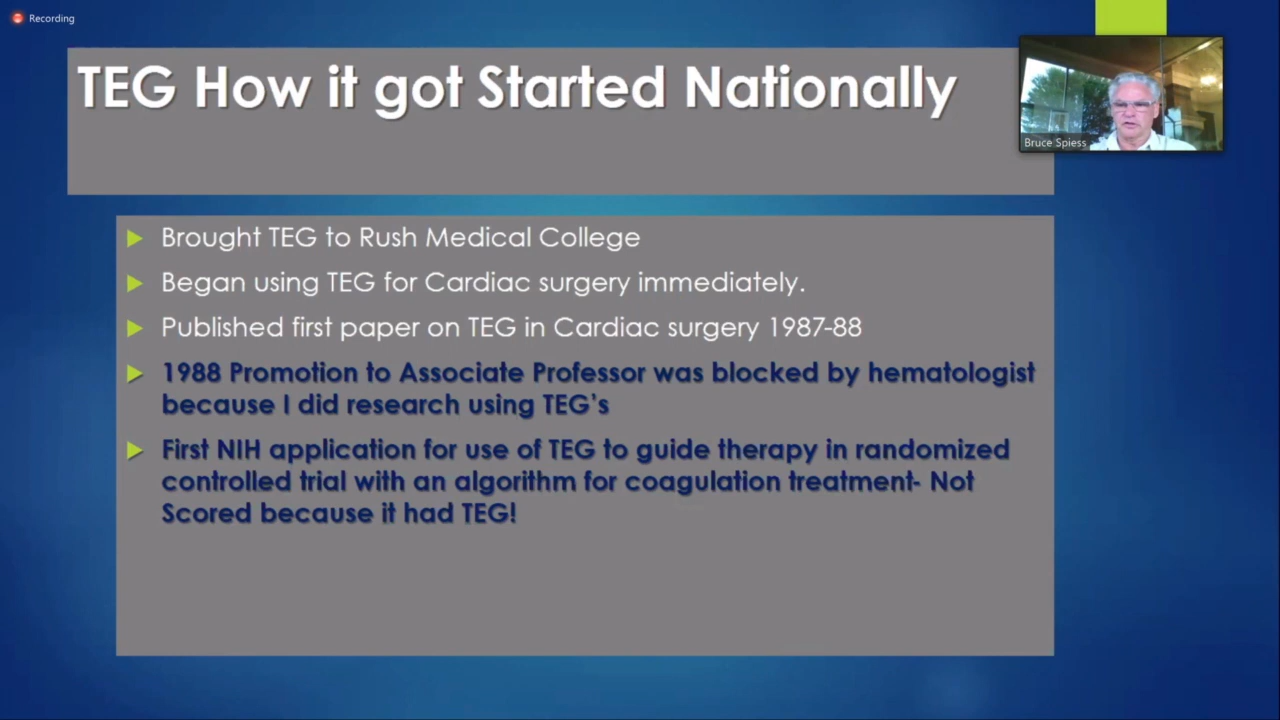 Recording
TEG How it got Started Nationally
Bruce Spiess
Brought TEG to Rush Medical College
Began using TEG for Cardiac surgery immediately.
Published first paper on TEG in Cardiac surgery 1987-88
1988 Promotion to Associate Professor was blocked by hematologist
because I did research using TEG’s
First NIH application for use of TEG to guide therapy in randomized
controlled trial with an algorithm for coagulation treatment- Not
Scored because it had TEG!